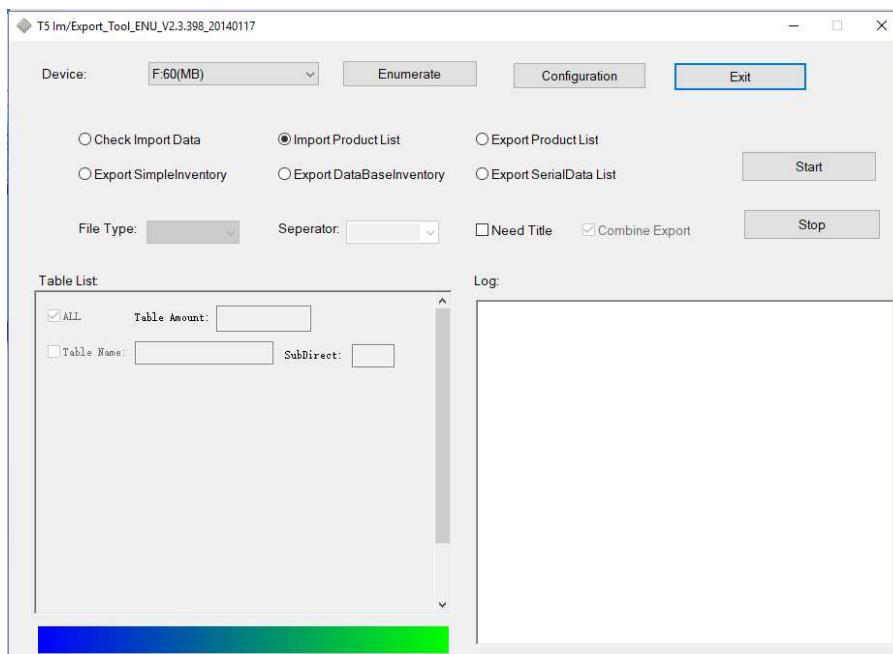 T5 Im/Export_Tool_ENU_V2.3.398_20140117
Device: F:60(MB) Enumerate Configuration Exit
Check Import Data Import Product List Export Product List
Export SimpleInventory Export DataBaseInventory Export SerialData List Start
File Type: Seperator: Need Title Combine Export Stop
Table List: Log:
ALL Table Amount:
Table Name: SubDirect: